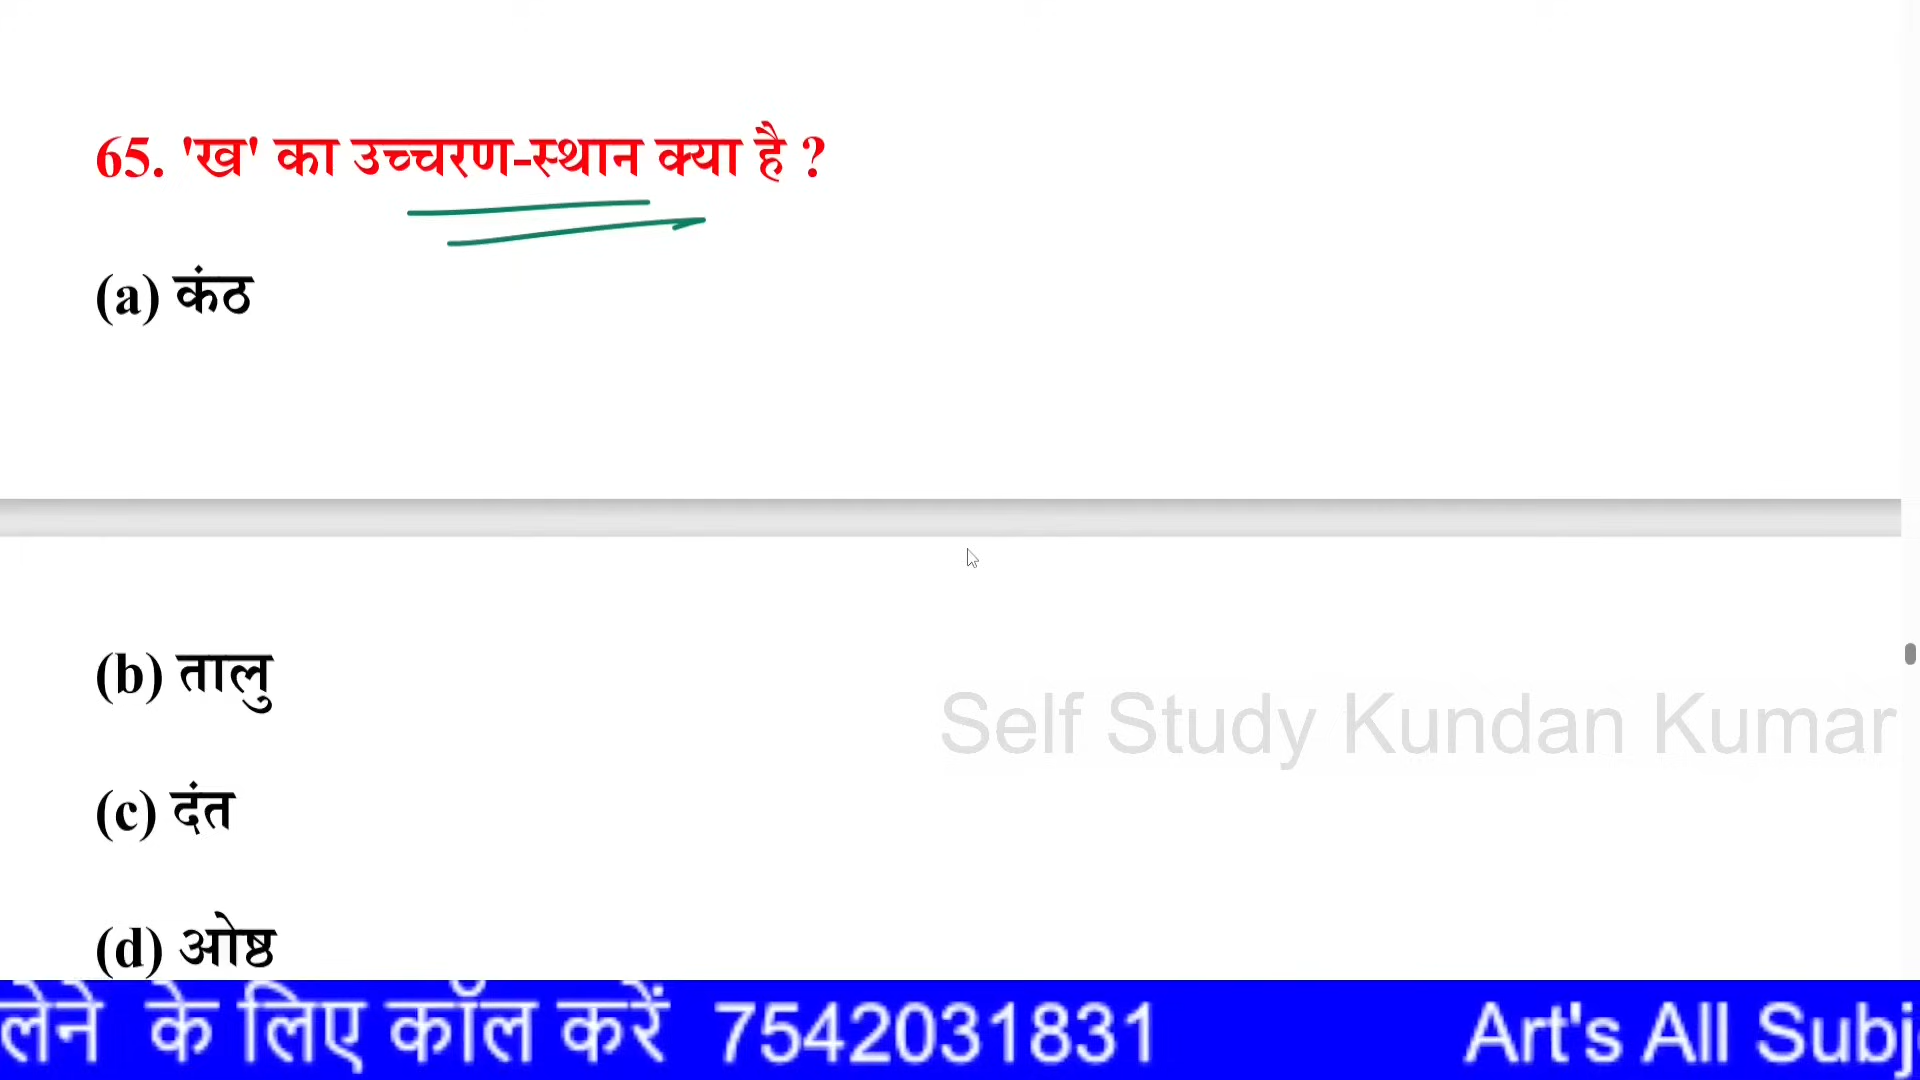 65. 'ख' का उच्चरण-स्थान क्या है ?
(a) कंठ
(b) तालु
Self Study Kundan Kumar
(c) दंत
(d) ओष्ठ
लेने के लिए कॉल करें 7542031831 Art's All Subj